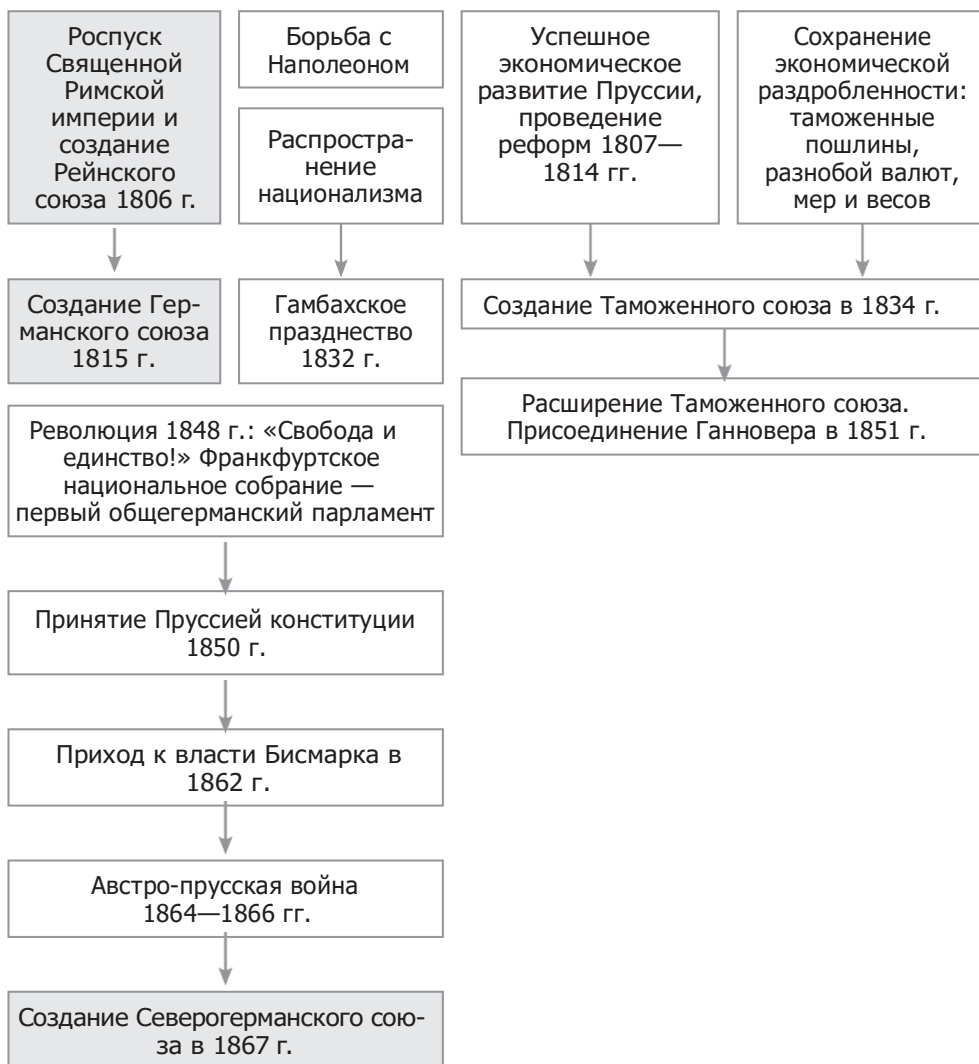 Роспуск
Священной
Римской
империи и
создание
Рейнского
союза 1806 г.
Борьба с
Наполеоном
Распростра-
нение
национализма
Успешное
экономическое
развитие Пруссии,
проведение
реформ 1807—
1814 гг.
Сохранение
экономической
раздробленности:
таможенные
пошлины,
разнобой валют,
мер и весов
Создание Гер-
манского союза
1815 г.
Гамбахское
празднество
1832 г.
Создание Таможенного союза в 1834 г.
Расширение Таможенного союза.
Присоединение Ганновера в 1851 г.
Революция 1848 г.: «Свобода и
единство!» Франкфуртское
национальное собрание —
первый общегерманский парламент
Принятие Пруссией конституции
1850 г.
Приход к власти Бисмарка в
1862 г.
Австро-прусская война
1864—1866 гг.
Создание Северогерманского сою-
за в 1867 г.